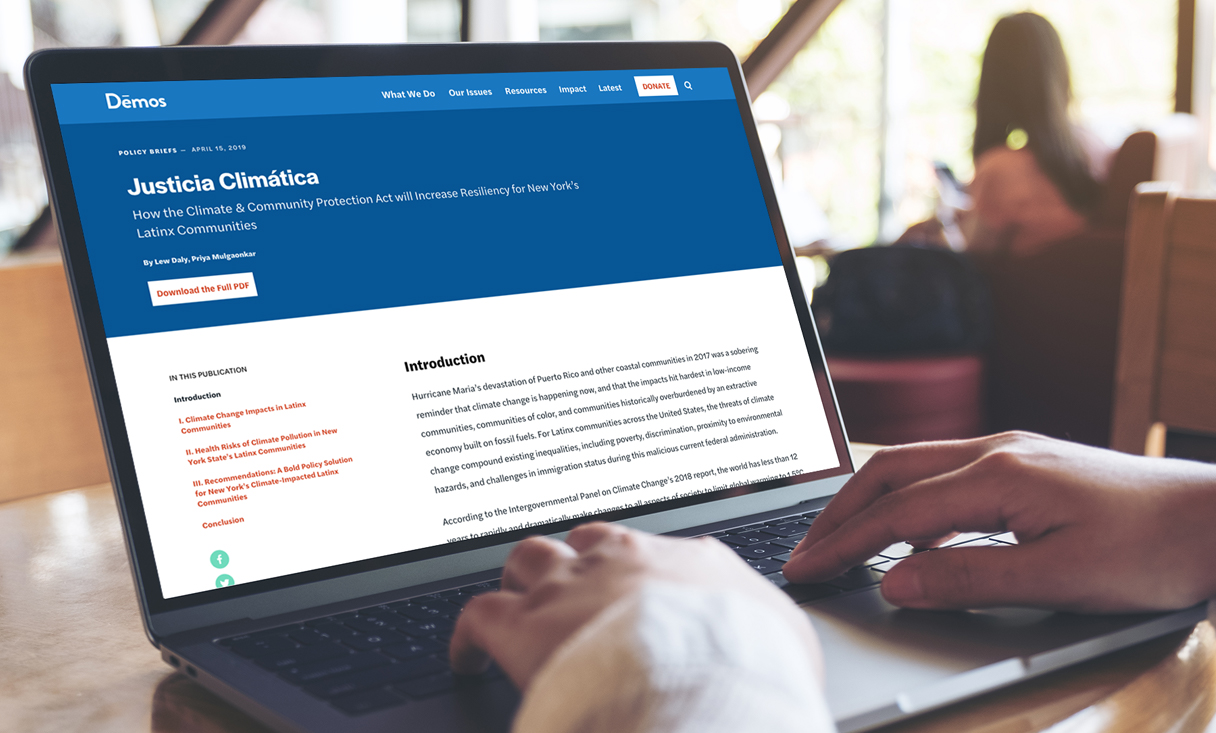 Dēmos
What We Do
Our Issues
Resources
Impact
Latest
DONATE
POLICY BRIEFS — APRIL 15, 2019
Justicia Climática
How the Climate & Community Protection Act will Increase Resiliency for New York's
Latinx Communities
By Lew Daly, Priya Mulgaonkar
Download the Full PDF
IN THIS PUBLICATION
Introduction
I. Climate Change Impacts in Latinx
Communities
II. Health Risks of Climate Pollution in New
York State's Latinx Communities
III. Recommendations: A Bold Policy Solution
for New York's Climate-Impacted Latinx
Communities
Conclusion
Introduction
Hurricane Maria's devastation of Puerto Rico and other coastal communities in 2017 was a sobering
reminder that climate change is happening now, and that the impacts hit hardest in low-income
communities, communities of color, and communities historically overburdened by an extractive
economy built on fossil fuels. For Latinx communities across the United States, the threats of climate
change compound existing inequalities, including poverty, discrimination, proximity to environmental
hazards, and challenges in immigration status during this malicious current federal administration.
According to the Intergovernmental Panel on Climate Change's 2018 report, the world has less than 12
years to rapidly and dramatically make changes to all aspects of society to limit global warming to 1.5°C